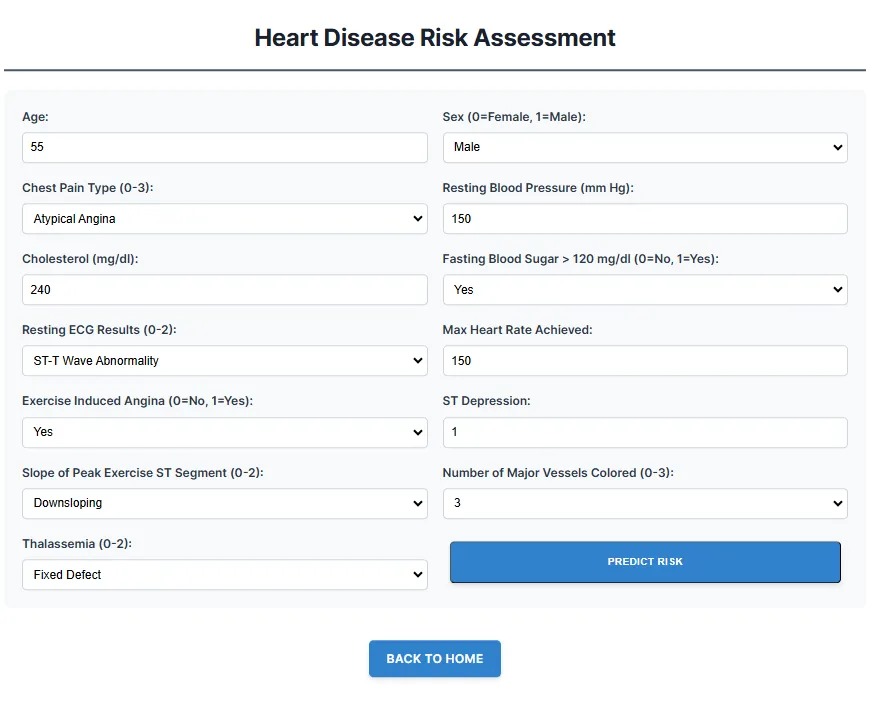 Heart Disease Risk Assessment
Age:
55
Sex (0=Female, 1=Male):
Male
Chest Pain Type (0-3):
Atypical Angina
Resting Blood Pressure (mm Hg):
150
Cholesterol (mg/dl):
240
Fasting Blood Sugar > 120 mg/dl (0=No, 1=Yes):
Yes
Resting ECG Results (0-2):
ST-T Wave Abnormality
Max Heart Rate Achieved:
150
Exercise Induced Angina (0=No, 1=Yes):
Yes
ST Depression:
1
Slope of Peak Exercise ST Segment (0-2):
Downsloping
Number of Major Vessels Colored (0-3):
3
Thalassemia (0-2):
Fixed Defect
PREDICT RISK
BACK TO HOME